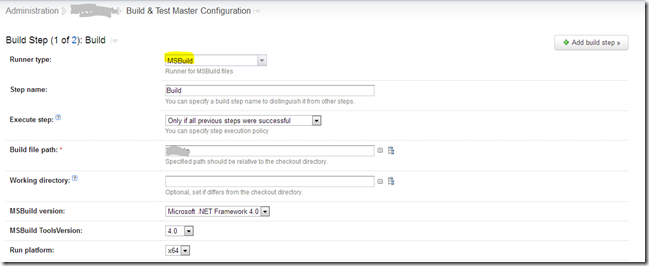 Administration Build & Test Master Configuration
Build Step (1 of 2): Build
Add build step »
Runner type: MSBuild
Runner for MSBuild files
Step name: Build
You can specify a build step name to distinguish it from other steps.
Execute step: Only if all previous steps were successful
You can specify step execution policy
Build file path: *
Specified path should be relative to the checkout directory.
Working directory:
Optional, set if differs from the checkout directory.
MSBuild version: Microsoft .NET Framework 4.0
MSBuild ToolsVersion: 4.0
Run platform: x64